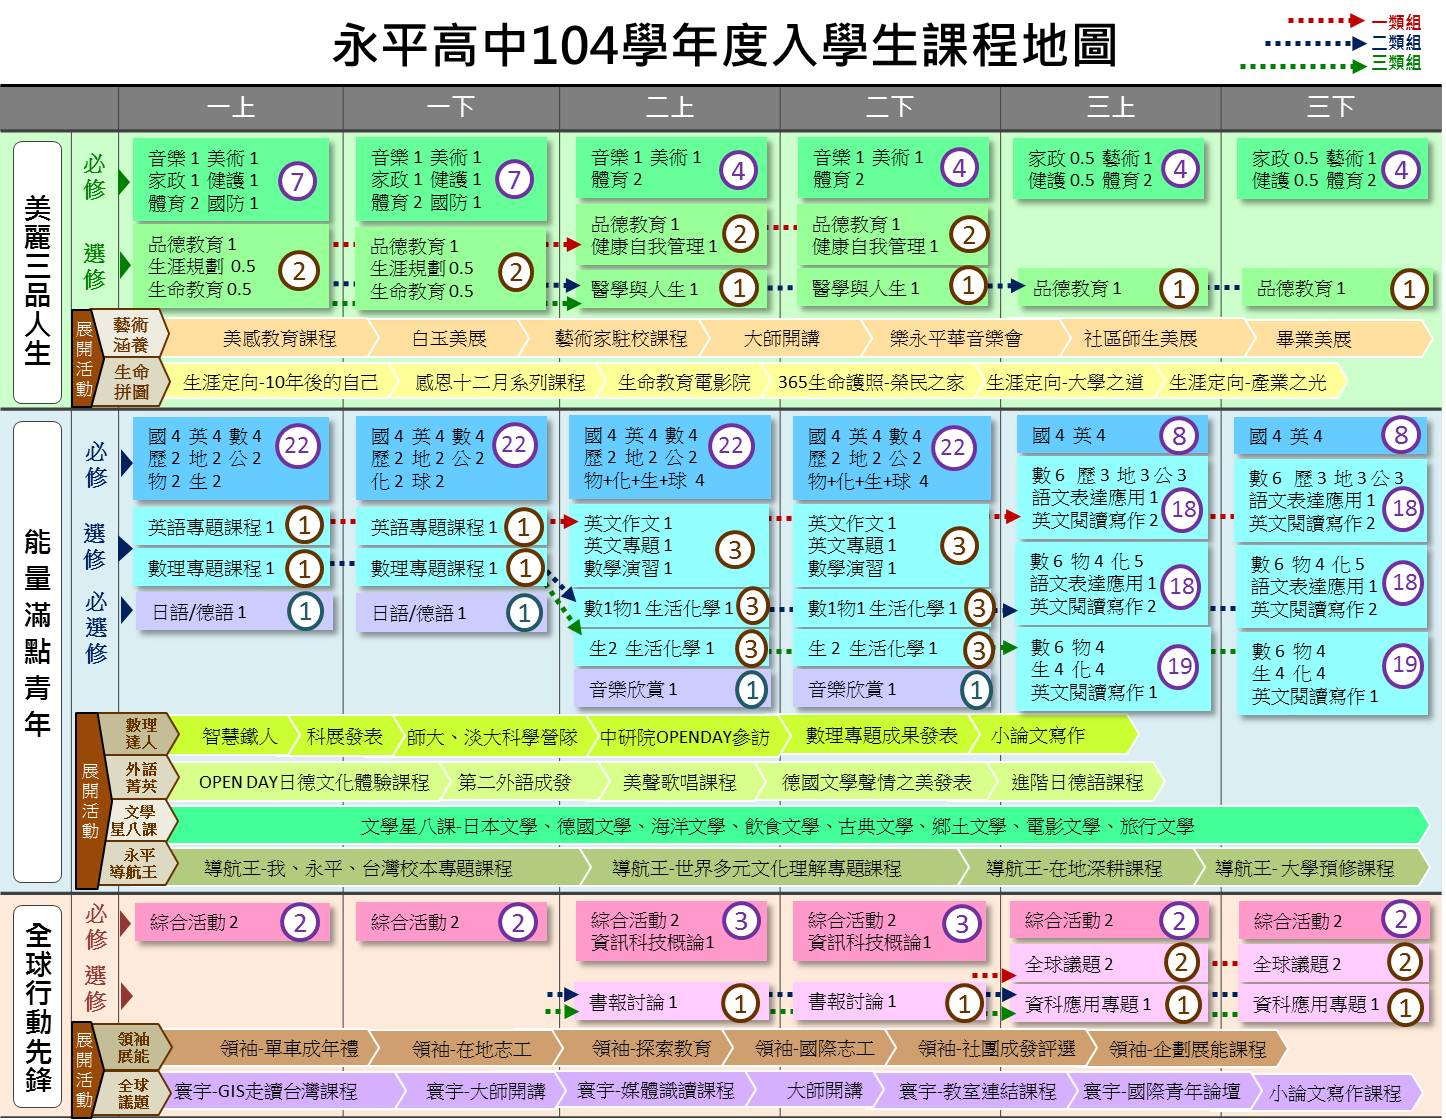 永平高中104學年度入學生課程地圖
一類組
二類組
三類組
一上
一下
二上
二下
三上
三下
美麗三品人生
必修
音樂 1 美術 1
家政 1 健護 1
體育 2 國防 1
7
音樂 1 美術 1
家政 1 健護 1
體育 2 國防 1
7
音樂 1 美術 1
體育 2
4
音樂 1 美術 1
體育 2
4
家政 0.5 藝術 1
健護 0.5 體育 2
4
家政 0.5 藝術 1
健護 0.5 體育 2
4
選修
品德教育 1
生涯規劃 0.5
生命教育 0.5
2
品德教育 1
生涯規劃 0.5
生命教育 0.5
2
品德教育 1
健康自我管理 1
2
品德教育 1
健康自我管理 1
2
醫學與人生 1
1
醫學與人生 1
1
品德教育 1
1
品德教育 1
1
展開活動
藝術
涵養
美感教育課程
白玉美展
藝術家駐校課程
大師開講
樂永平華音樂會
社區師生美展
畢業美展
生命
拼圖
生涯定向-10年後的自己
感恩十二月系列課程
生命教育電影院
365生命護照-榮民之家
生涯定向-大學之道
生涯定向-產業之光
能量滿點青年
必修
國 4 英 4 數 4
歷 2 地 2 公 2
物 2 生 2
22
國 4 英 4 數 4
歷 2 地 2 公 2
化 2 球 2
22
國 4 英 4 數 4
歷 2 地 2 公 2
物+化+生+球 4
22
國 4 英 4 數 4
歷 2 地 2 公 2
物+化+生+球 4
22
國 4 英 4
8
國 4 英 4
8
選修
英語專題課程 1
1
英語專題課程 1
1
英文作文 1
英文專題 1
數學演習 1
3
英文作文 1
英文專題 1
數學演習 1
3
數 6 歷 3 地 3 公 3
語文表達應用 1
英文閱讀寫作 2
18
數 6 歷 3 地 3 公 3
語文表達應用 1
英文閱讀寫作 2
18
數理專題課程 1
1
數理專題課程 1
1
數1物1 生活化學 1
3
數1物1 生活化學 1
3
數 6 物 4 化 5
語文表達應用 1
英文閱讀寫作 2
18
數 6 物 4 化 5
語文表達應用 1
英文閱讀寫作 2
18
生2 生活化學 1
3
生 2 生活化學 1
3
數 6 物 4
生 4 化 4
英文閱讀寫作 1
19
數 6 物 4
生 4 化 4
英文閱讀寫作 1
19
必選修
日語/德語 1
1
日語/德語 1
1
音樂欣賞 1
1
音樂欣賞 1
1
展開活動
數理
達人
智慧鐵人
科展發表
師大、淡大科學營隊
中研院OPENDAY參訪
數理專題成果發表
小論文寫作
外語
菁英
OPEN DAY日德文化體驗課程
第二外語成發
美聲歌唱課程
德國文學聲情之美發表
進階日德語課程
文學
星八課
文學星八課-日本文學、德國文學、海洋文學、飲食文學、古典文學、鄉土文學、電影文學、旅行文學
永平
導航王
導航王-我、永平、台灣校本專題課程
導航王-世界多元文化理解專題課程
導航王-在地深耕課程
導航王- 大學預修課程
全球行動先鋒
必修
綜合活動 2
2
綜合活動 2
2
綜合活動 2
資訊科技概論1
3
綜合活動 2
資訊科技概論1
3
綜合活動 2
2
綜合活動 2
2
選修
全球議題 2
2
全球議題 2
2
書報討論 1
1
書報討論 1
1
資科應用專題 1
1
資科應用專題 1
1
展開活動
領袖
展能
領袖-單車成年禮
領袖-在地志工
領袖-探索教育
領袖-國際志工
領袖-社團成發評選
領袖-企劃展能課程
全球
議題
寰宇-GIS走讀台灣課程
寰宇-大師開講
寰宇-媒體識讀課程
大師開講
寰宇-教室連結課程
寰宇-國際青年論壇
小論文寫作課程